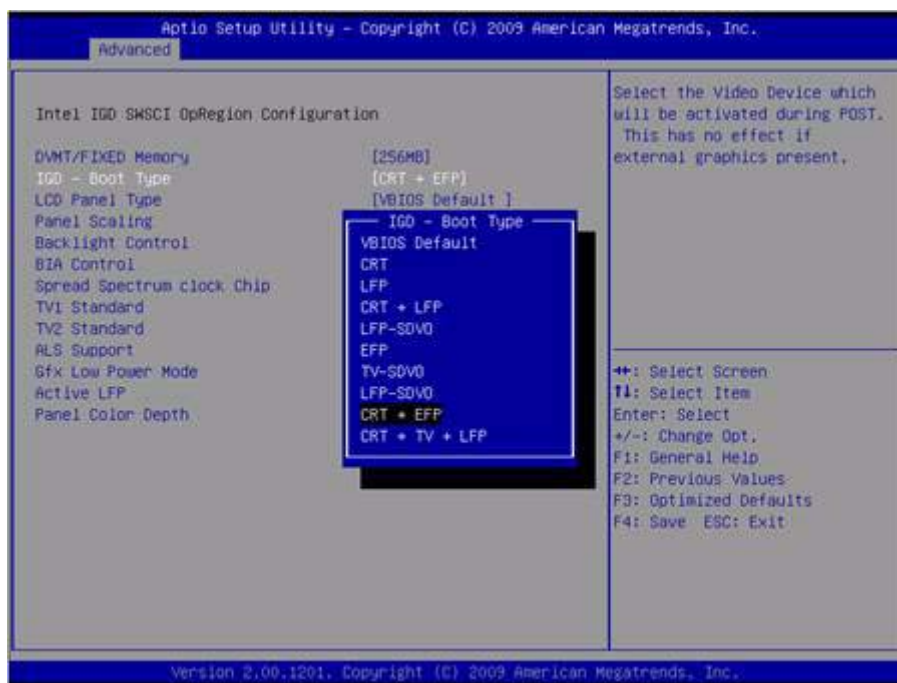 Aptio Setup Utility - Copyright (C) 2009 American Megatrends, Inc.
Advanced
Intel IGD SWSCI OpRegion Configuration
DVMT/FIXED Memory [256MB]
IGD - Boot Type [CRT + EFP]
LCD Panel Type [VBIOS Default ]
Panel Scaling
Backlight Control
BIA Control
Spread Spectrum clock Chip
TV1 Standard
TV2 Standard
ALS Support
Gfx Low Power Mode
Active LFP
Panel Color Depth
IGD - Boot Type
VBIOS Default
CRT
LFP
CRT + LFP
LFP-SDVO
EFP
TV-SDVO
LFP-SDVO
CRT + EFP
CRT + TV + LFP
Select the Video Device which
will be activated during POST.
This has no effect if
external graphics present.
→←: Select Screen
↑↓: Select Item
Enter: Select
+/-: Change Opt.
F1: General Help
F2: Previous Values
F3: Optimized Defaults
F4: Save ESC: Exit
Version 2.00.1201. Copyright (C) 2009 American Megatrends, Inc.